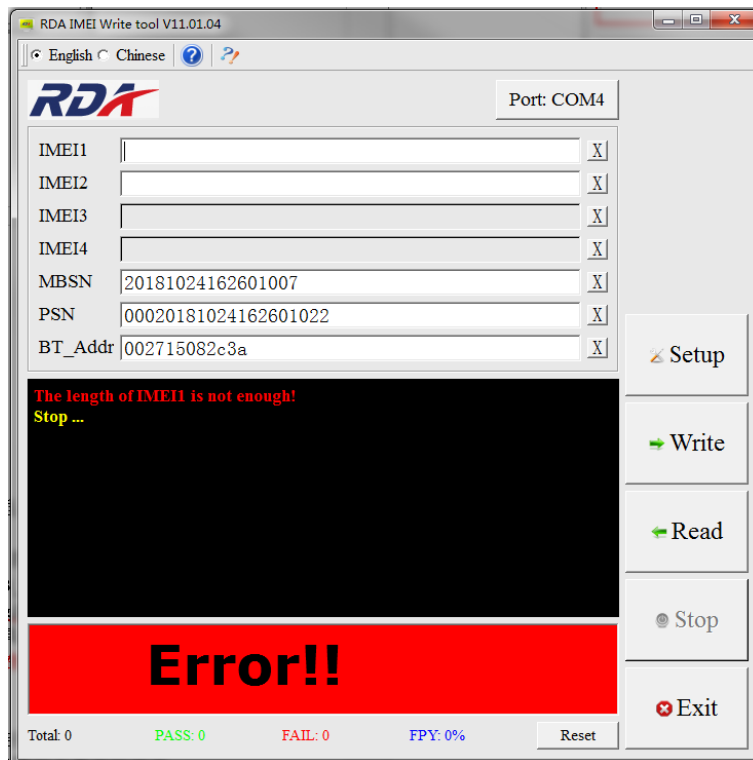 RDA IMEI Write tool V11.01.04
English Chinese
RDA
Port: COM4
IMEI1 X
IMEI2 X
IMEI3 X
IMEI4 X
MBSN 20181024162601007 X
PSN 00020181024162601022 X
BT_Addr 002715082c3a X
Setup
The length of IMEI1 is not enough!
Stop ...
Write
Read
Stop
Error!!
Exit
Total: 0 PASS: 0 FAIL: 0 FPY: 0% Reset